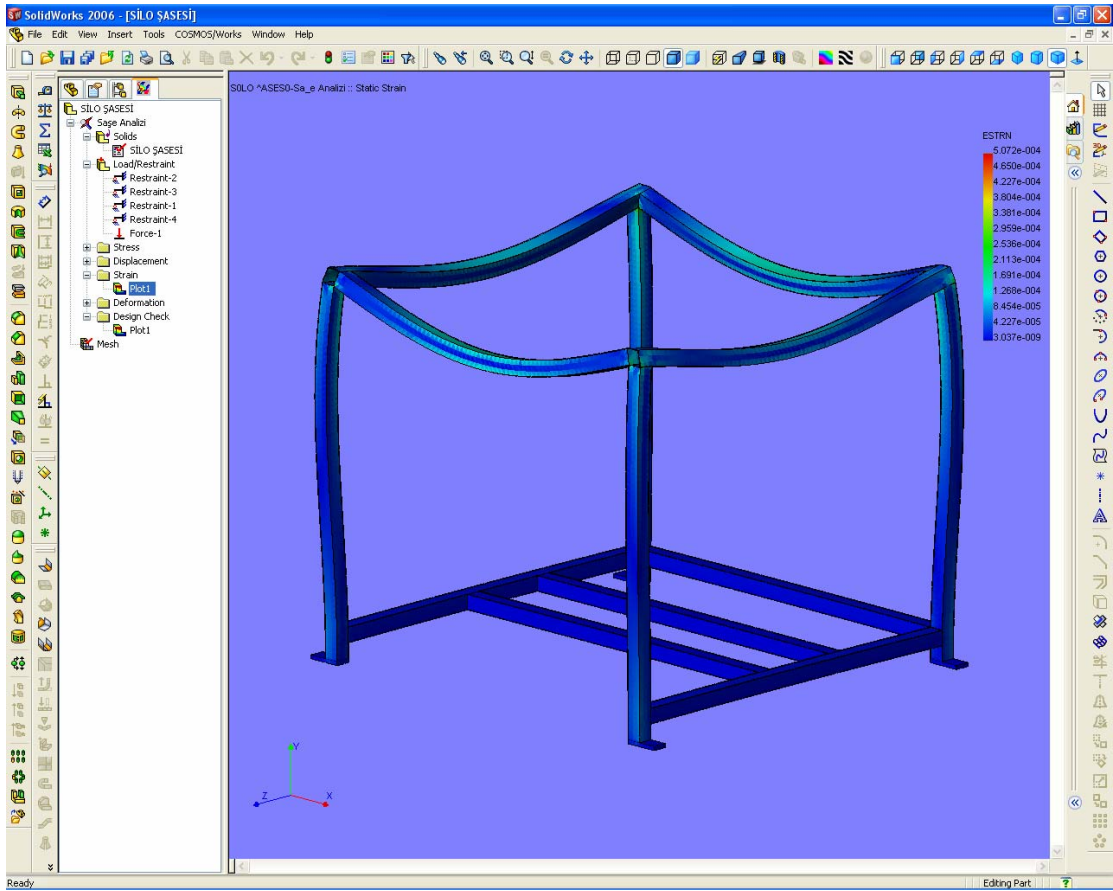 SolidWorks 2006 - [SİLO ŞASESİ]
File Edit View Insert Tools COSMOS/Works Window Help
SİLO ŞASESİ
Saşe Analizi
Solids
SİLO ŞASESİ
Load/Restraint
Restraint-2
Restraint-3
Restraint-1
Restraint-4
Force-1
Stress
Displacement
Strain
Plot1
Deformation
Design Check
Plot1
Mesh
S0LO ^ASES0-Sa_e Analizi :: Static Strain
ESTRN
5.072e-004
4.650e-004
4.227e-004
3.804e-004
3.381e-004
2.959e-004
2.536e-004
2.113e-004
1.691e-004
1.268e-004
8.454e-005
4.227e-005
3.037e-009
Y
Z
X
Ready
Editing Part